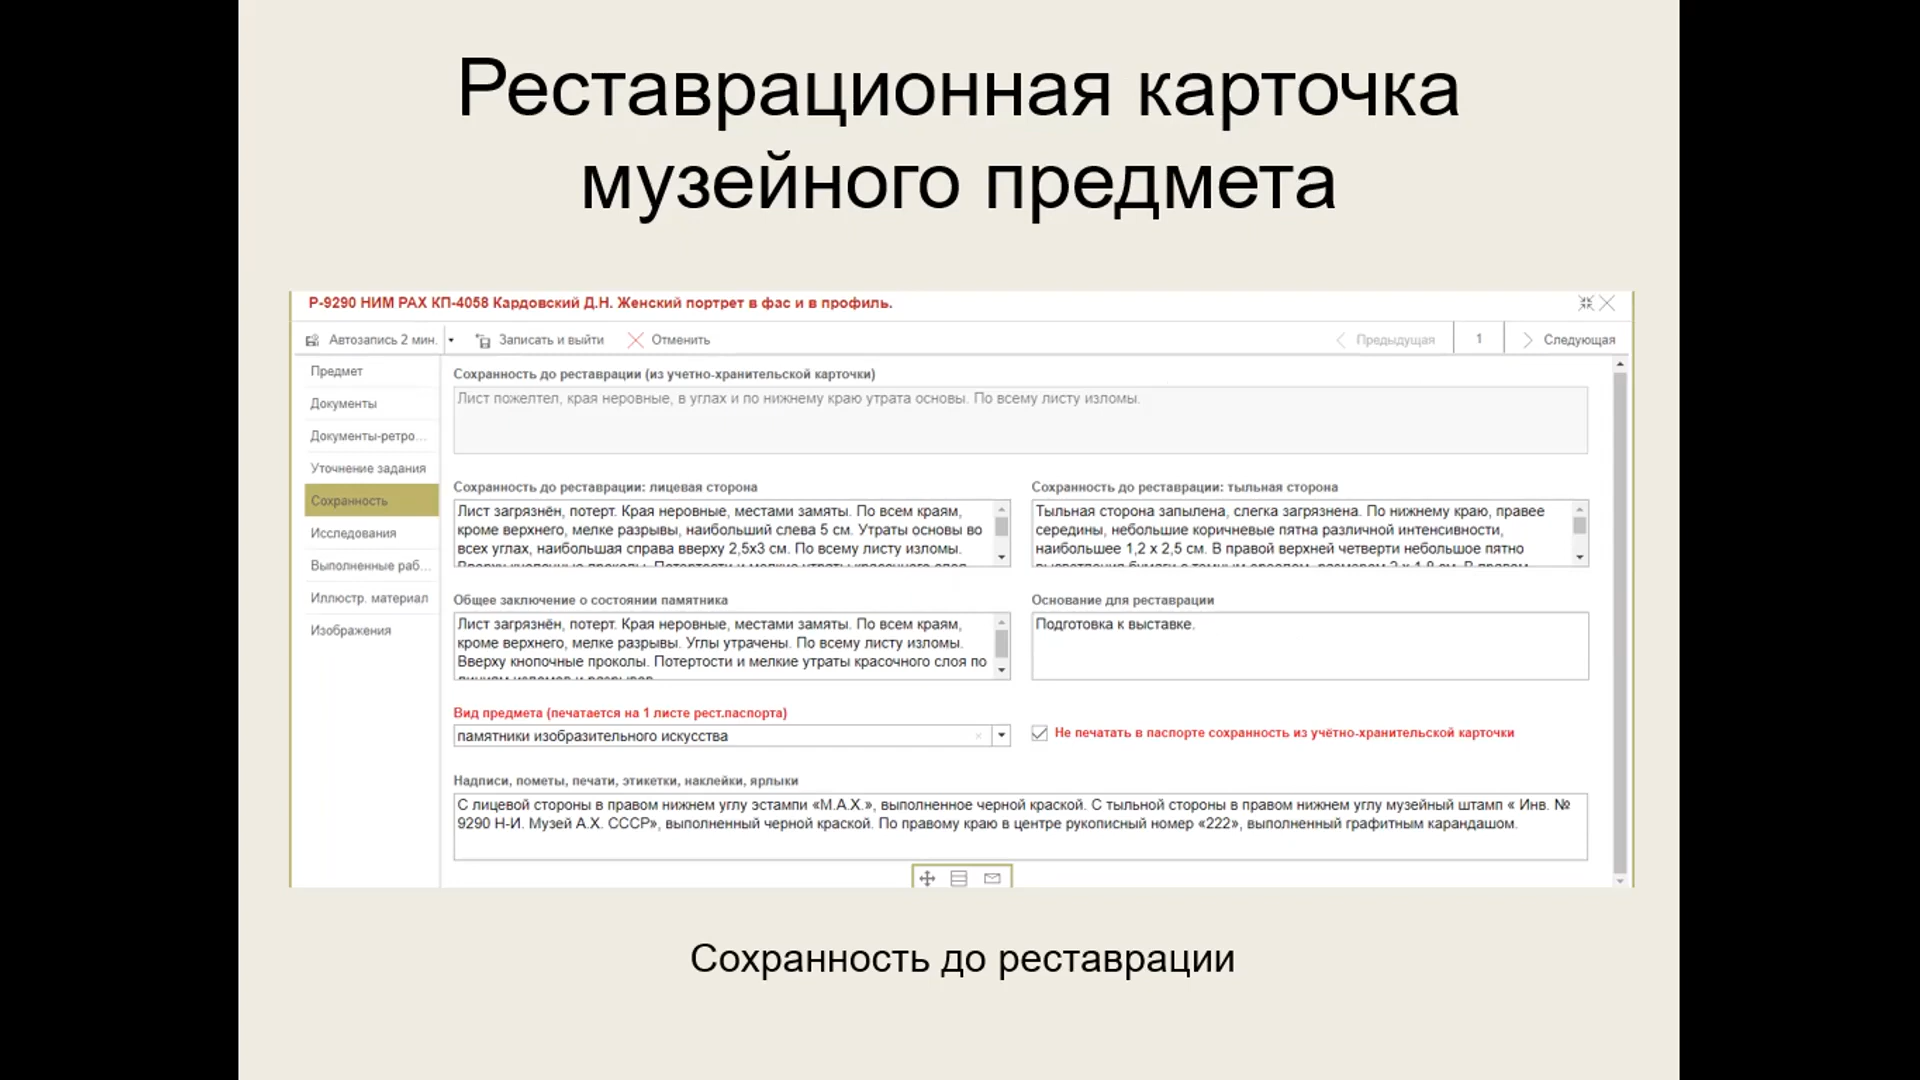 Реставрационная карточка
музейного предмета
Р-9290 НИМ РАХ КП-4058 Кардовский Д.Н. Женский портрет в фас и в профиль.
Автозапись 2 мин. Записать и выйти Отменить Предыдущая 1 Следующая
Предмет
Документы
Документы-ретро...
Уточнение задания
Сохранность
Исследования
Выполненные раб...
Иллюстр. материал
Изображения
Сохранность до реставрации (из учетно-хранительской карточки)
Лист пожелтел, края неровные, в углах и по нижнему краю утрата основы. По всему листу изломы.
Сохранность до реставрации: лицевая сторона
Лист загрязнён, потерт. Края неровные, местами замяты. По всем краям,
кроме верхнего, мелке разрывы, наибольший слева 5 см. Утраты основы во
всех углах, наибольшая справа вверху 2,5х3 см. По всему листу изломы.
Вверху кнопочные проколы. Потертости и мелкие утраты красочного слоя
Сохранность до реставрации: тыльная сторона
Тыльная сторона запылена, слегка загрязнена. По нижнему краю, правее
середины, небольшие коричневые пятна различной интенсивности,
наибольшее 1,2 х 2,5 см. В правой верхней четверти небольшое пятно
Общее заключение о состоянии памятника
Лист загрязнён, потерт. Края неровные, местами замяты. По всем краям,
кроме верхнего, мелке разрывы. Углы утрачены. По всему листу изломы.
Вверху кнопочные проколы. Потертости и мелкие утраты красочного слоя по
линиям изломов и разрывов.
Основание для реставрации
Подготовка к выставке.
Вид предмета (печатается на 1 листе рест.паспорта)
памятники изобразительного искусства
Не печатать в паспорте сохранность из учётно-хранительской карточки
Надписи, пометы, печати, этикетки, наклейки, ярлыки
С лицевой стороны в правом нижнем углу эстампи «М.А.Х.», выполненное черной краской. С тыльной стороны в правом нижнем углу музейный штамп « Инв. №
9290 Н-И. Музей А.Х. СССР», выполненный черной краской. По правому краю в центре рукописный номер «222», выполненный графитным карандашом.
Сохранность до реставрации